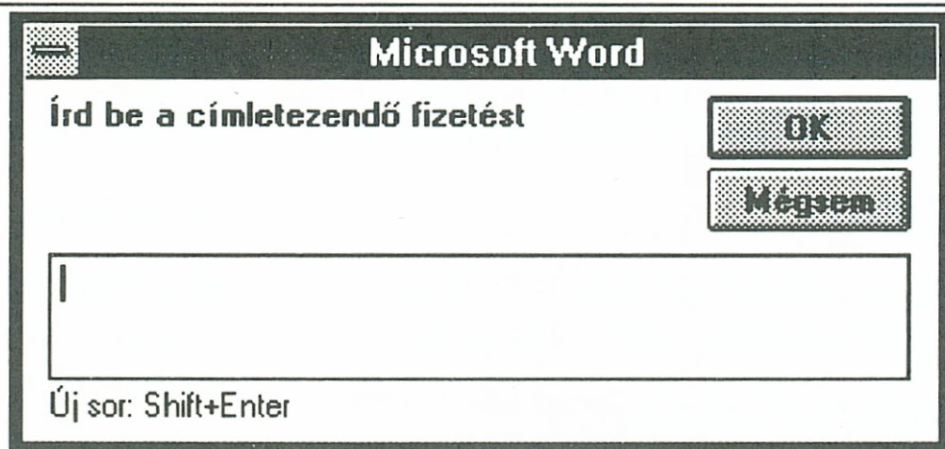 Microsoft Word
Írd be a címletezendő fizetést
OK
Mégsem
Új sor: Shift+Enter